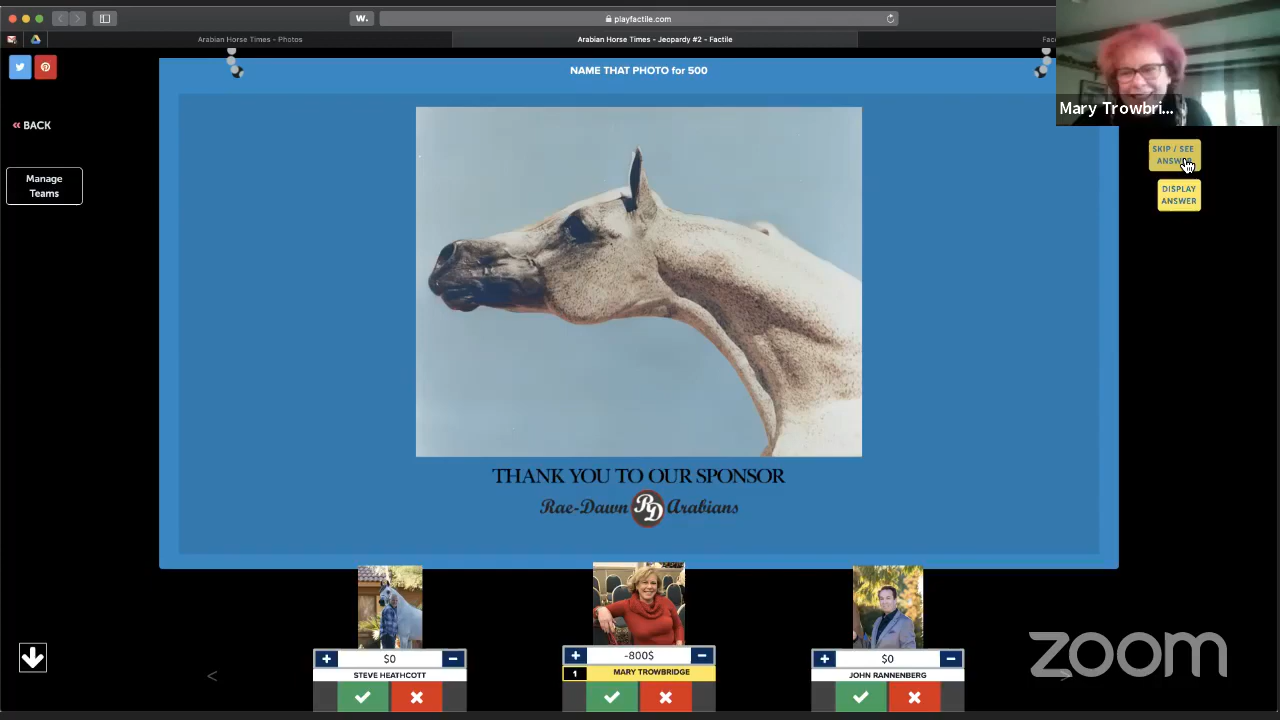 W.
playfactile.com
Arabian Horse Times - Photos
Arabian Horse Times - Jeopardy #2 - Factile
Fac
NAME THAT PHOTO for 500
Mary Trowbri...
« BACK
SKIP / SEE
ANSWER
Manage
Teams
DISPLAY
ANSWER
THANK YOU TO OUR SPONSOR
Rae-Dawn RD Arabians
+ $0 −
+ -800$ −
+ $0 −
STEVE HEATHCOTT
1 MARY TROWBRIDGE
JOHN RANNENBERG
zoom